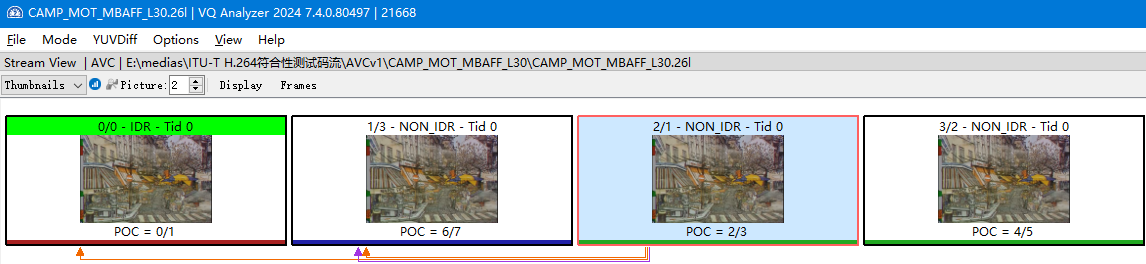 CAMP_MOT_MBAFF_L30.26l | VQ Analyzer 2024 7.4.0.80497 | 21668
File Mode YUVDiff Options View Help
Stream View | AVC | E:\medias\ITU-T H.264符合性测试码流\AVCv1\CAMP_MOT_MBAFF_L30\CAMP_MOT_MBAFF_L30.26l
Thumbnails Picture: 2 Display Frames
0/0 - IDR - Tid 0 1/3 - NON_IDR - Tid 0 2/1 - NON_IDR - Tid 0 3/2 - NON_IDR - Tid 0
POC = 0/1 POC = 6/7 POC = 2/3 POC = 4/5